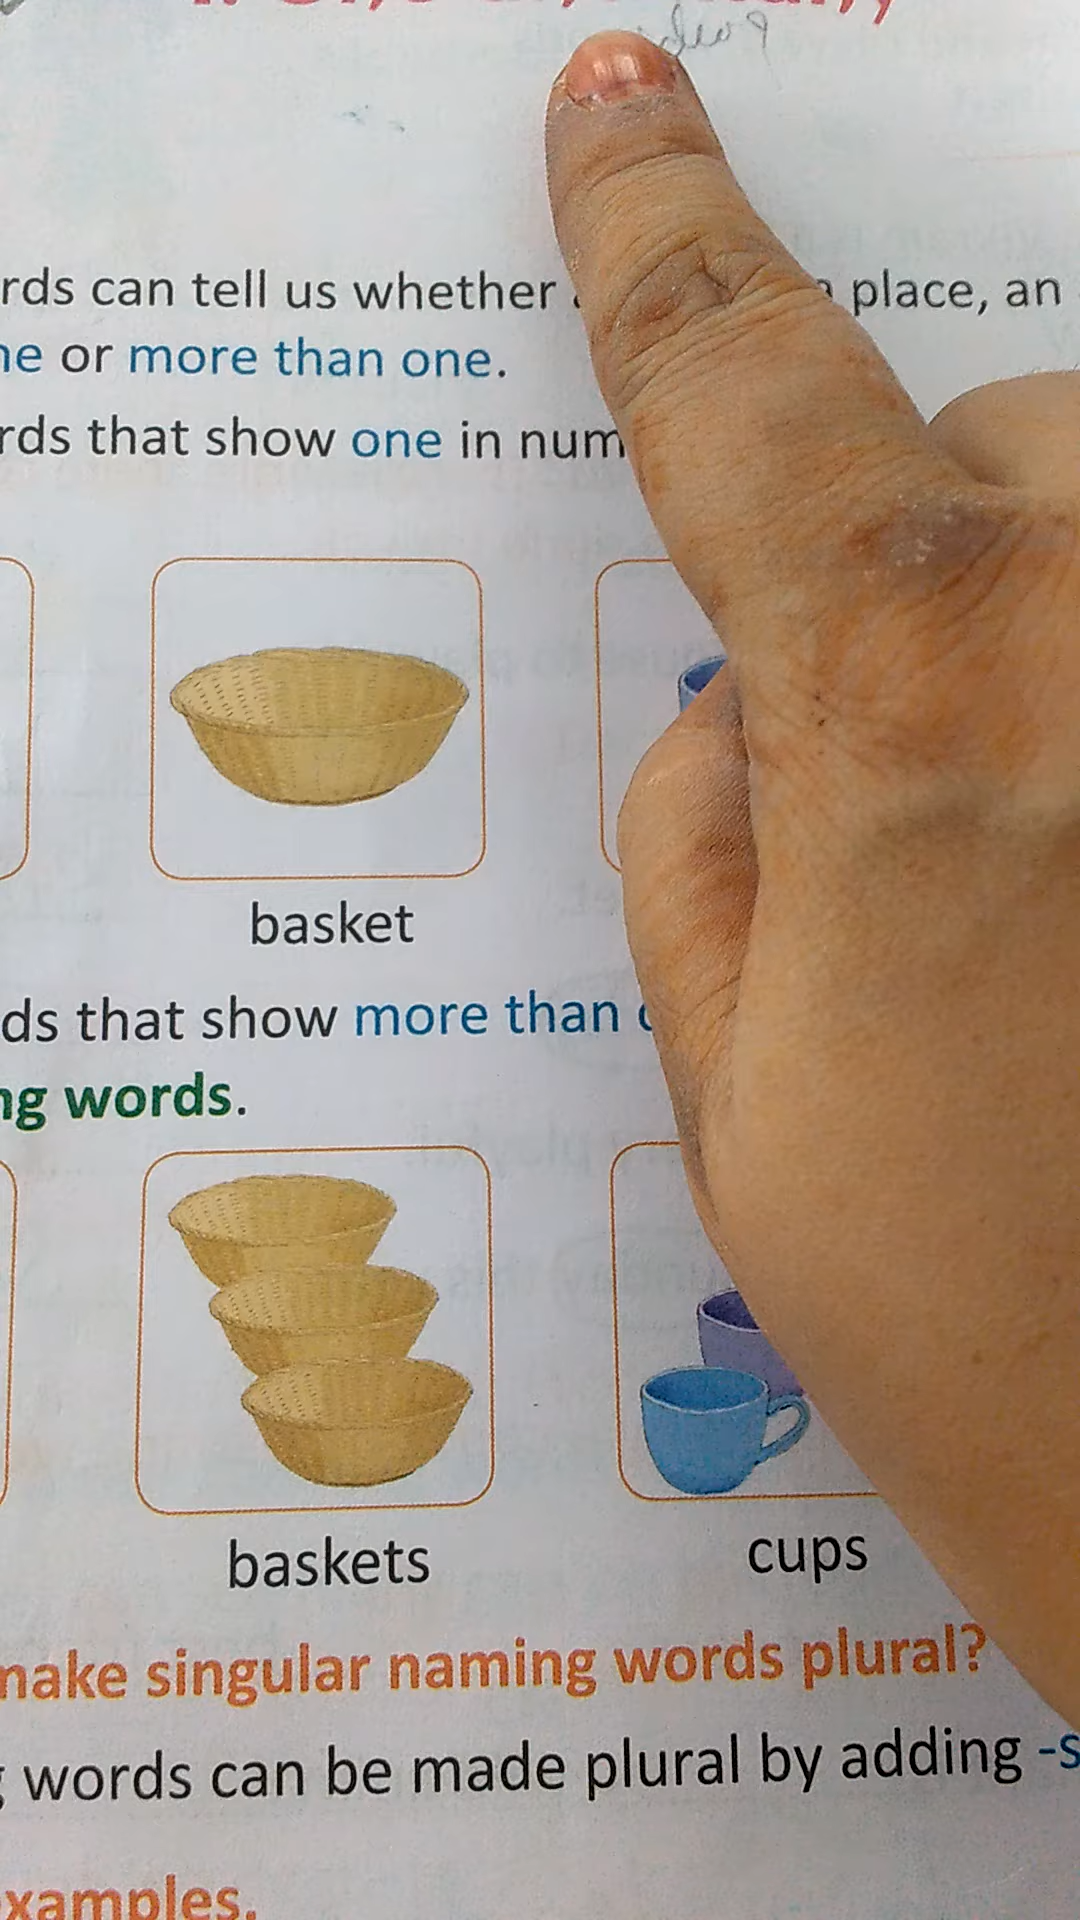 rds can tell us whether place, an
ne or more than one.
rds that show one in num
basket
ds that show more than
ng words.
baskets cups
make singular naming words plural?
g words can be made plural by adding -s
xamples.